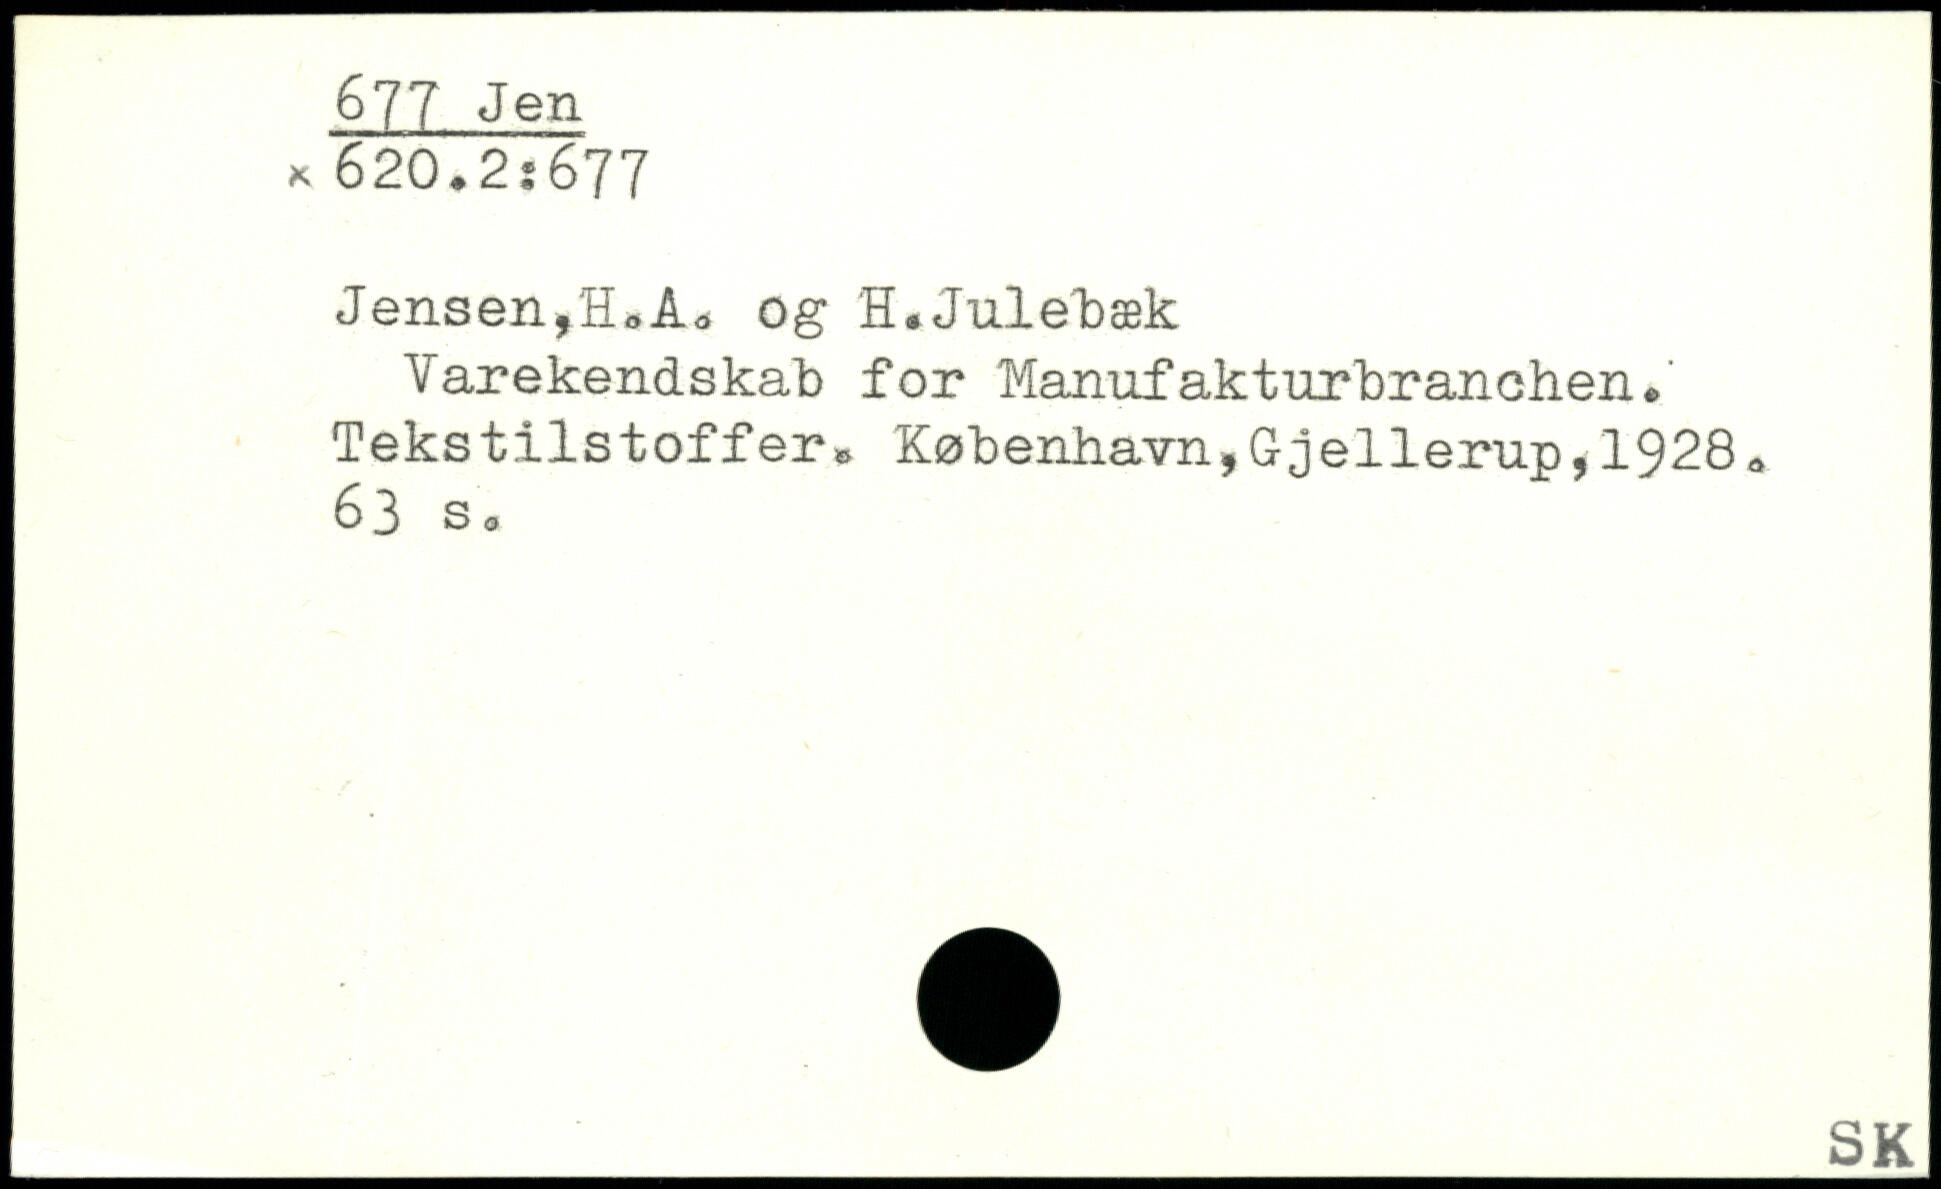 677 Jen
x 620.2:677
Jensen,H.A. og H.Julebæk
Varekendskab for Manufakturbranchen.
Tekstilstoffer. København,Gjellerup,1928.
63 s.
SK